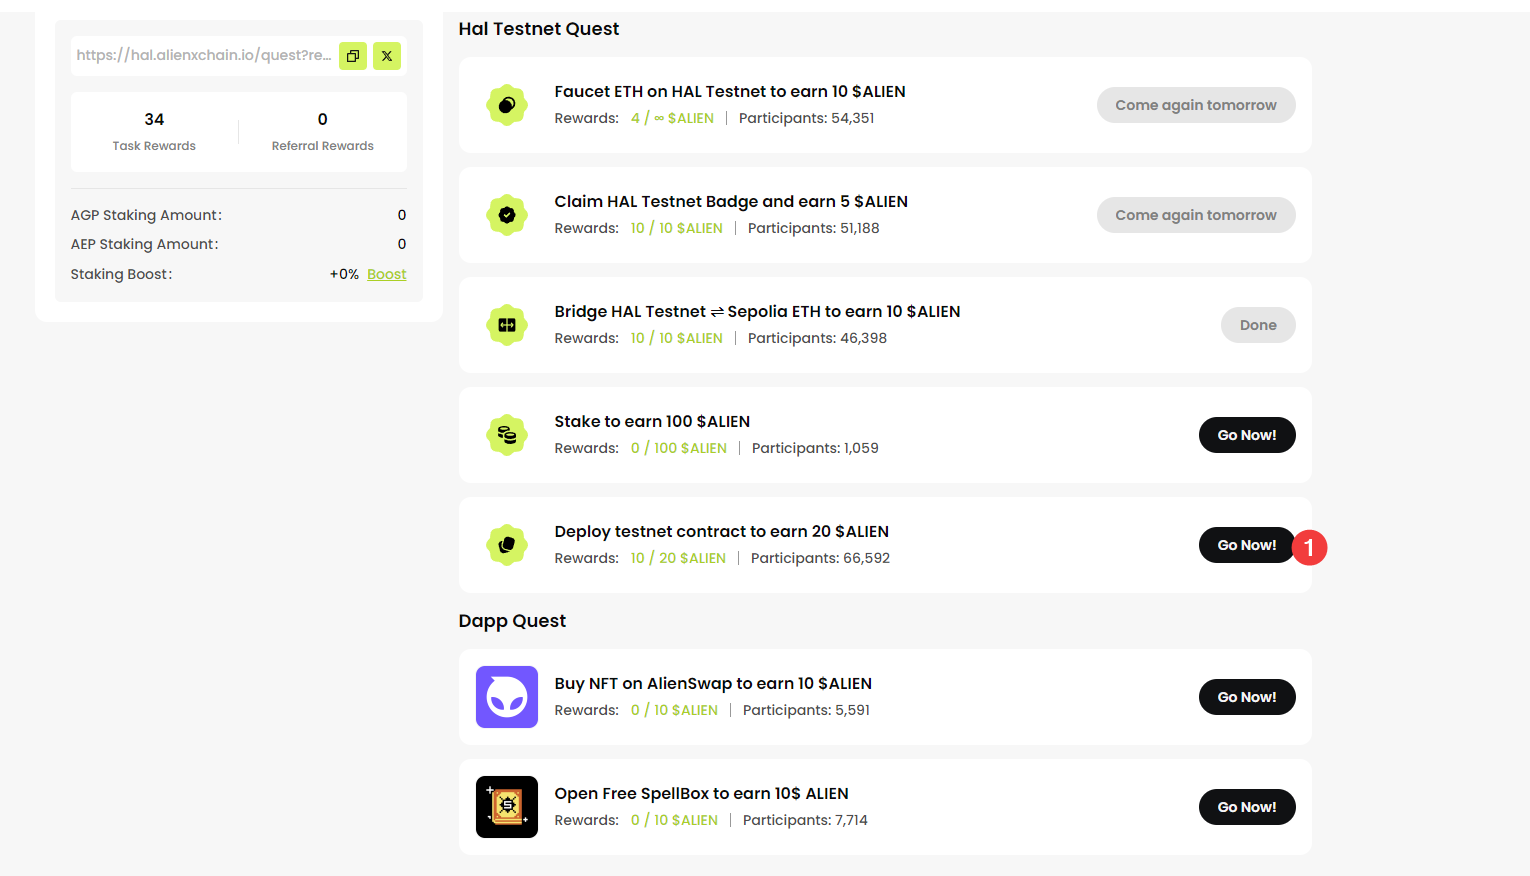 https://hal.alienxchain.io/quest?re...
34
Task Rewards
0
Referral Rewards
AGP Staking Amount: 0
AEP Staking Amount: 0
Staking Boost: +0% Boost
Hal Testnet Quest
Faucet ETH on HAL Testnet to earn 10 $ALIEN
Rewards: 4 / ∞ $ALIEN | Participants: 54,351
Come again tomorrow
Claim HAL Testnet Badge and earn 5 $ALIEN
Rewards: 10 / 10 $ALIEN | Participants: 51,188
Come again tomorrow
Bridge HAL Testnet ⇌ Sepolia ETH to earn 10 $ALIEN
Rewards: 10 / 10 $ALIEN | Participants: 46,398
Done
Stake to earn 100 $ALIEN
Rewards: 0 / 100 $ALIEN | Participants: 1,059
Go Now!
Deploy testnet contract to earn 20 $ALIEN
Rewards: 10 / 20 $ALIEN | Participants: 66,592
Go Now!
1
Dapp Quest
Buy NFT on AlienSwap to earn 10 $ALIEN
Rewards: 0 / 10 $ALIEN | Participants: 5,591
Go Now!
Open Free SpellBox to earn 10$ ALIEN
Rewards: 0 / 10 $ALIEN | Participants: 7,714
Go Now!